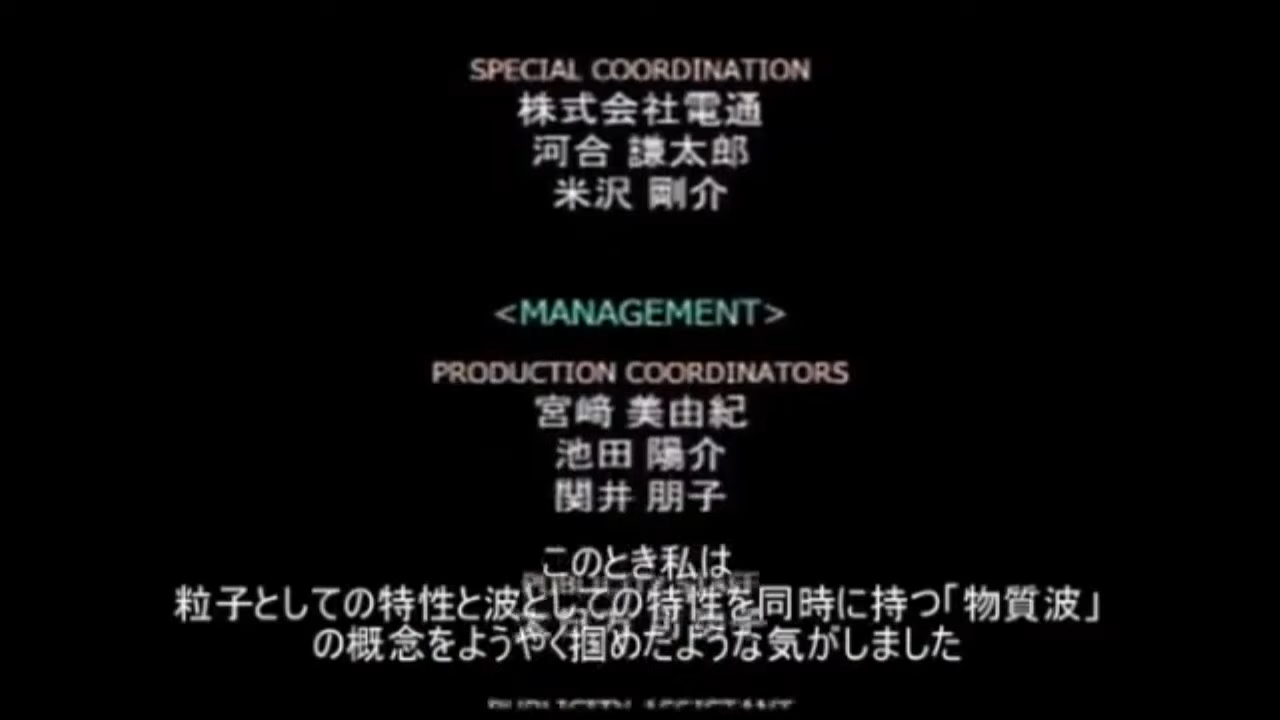 SPECIAL COORDINATION
株式会社電通
河合 謙太郎
米沢 剛介
<MANAGEMENT>
PRODUCTION COORDINATORS
宮﨑 美由紀
池田 陽介
関井 朋子
このとき私は
粒子としての特性と波としての特性を同時に持つ「物質波」
の概念をようやく掴めたような気がしました
PUBLICITY ASSISTANT